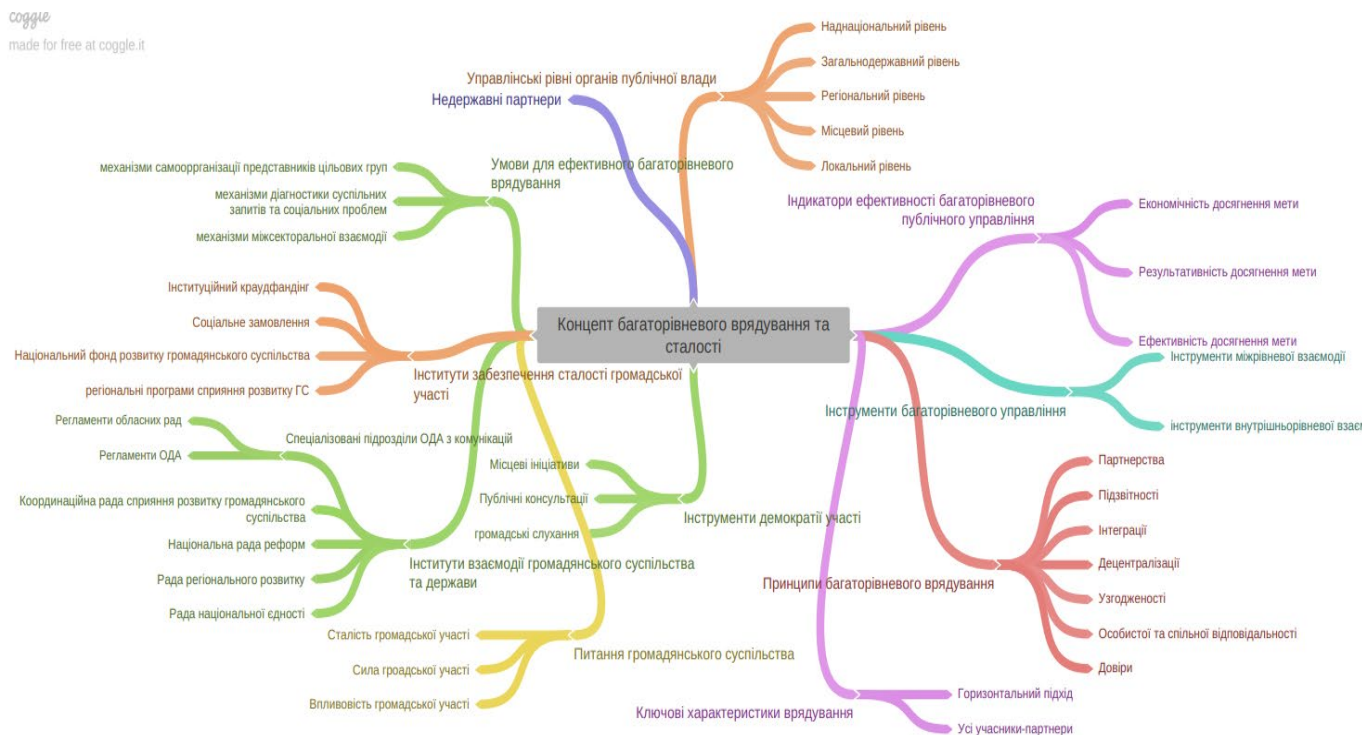 coggle
made for free at coggle.it
Наднаціональний рівень
Загальнодержавний рівень
Регіональний рівень
Місцевий рівень
Локальний рівень
Управлінські рівні органів публічної влади
Недержавні партнери
Умови для ефективного багаторівневого
врядування
механізми самоорганізації представників цільових груп
механізми діагностики суспільних
запитів та соціальних проблем
механізми міжсекторальної взаємодії
Індикатори ефективності багаторівневого
публічного управління
Економічність досягнення мети
Результативність досягнення мети
Ефективність досягнення мети
Концепт багаторівневого врядування та
сталості
Інституційний краудфандінг
Соціальне замовлення
Національний фонд розвитку громадянського суспільства
регіональні програми сприяння розвитку ГС
Інститути забезпечення сталості громадської
участі
Інструменти міжрівневої взаємодії
інструменти внутрішньорівневої взаєм
Інструменти багаторівневого управління
Регламенти обласних рад
Регламенти ОДА
Спеціалізовані підрозділи ОДА з комунікацій
Координаційна рада сприяння розвитку громадянського
суспільства
Національна рада реформ
Рада регіонального розвитку
Рада національної єдності
Інститути взаємодії громадянського суспільства
та держави
Місцеві ініціативи
Публічні консультації
громадські слухання
Інструменти демократії участі
Партнерства
Підзвітності
Інтеграції
Децентралізації
Узгодженості
Особистої та спільної відповідальності
Довіри
Принципи багаторівневого врядування
Сталість громадської участі
Сила гроадської участі
Впливовість громадської участі
Питання громадянського суспільства
Ключові характеристики врядування
Горизонтальний підхід
Усі учасники-партнери